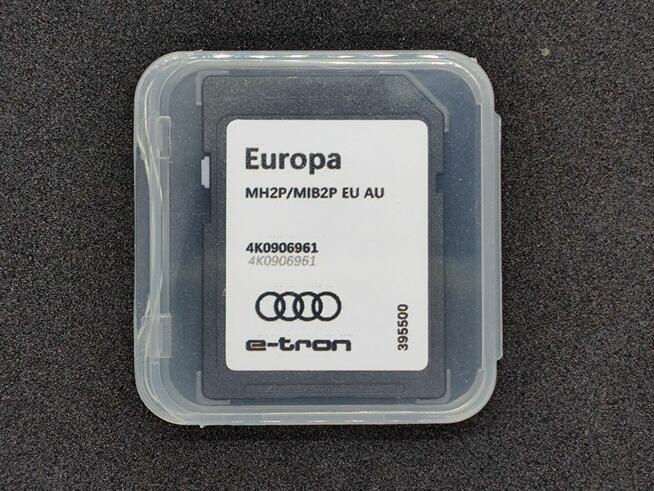 Europa
MH2P/MIB2P EU AU
4K0906961
4K0906961
e-tron
395500